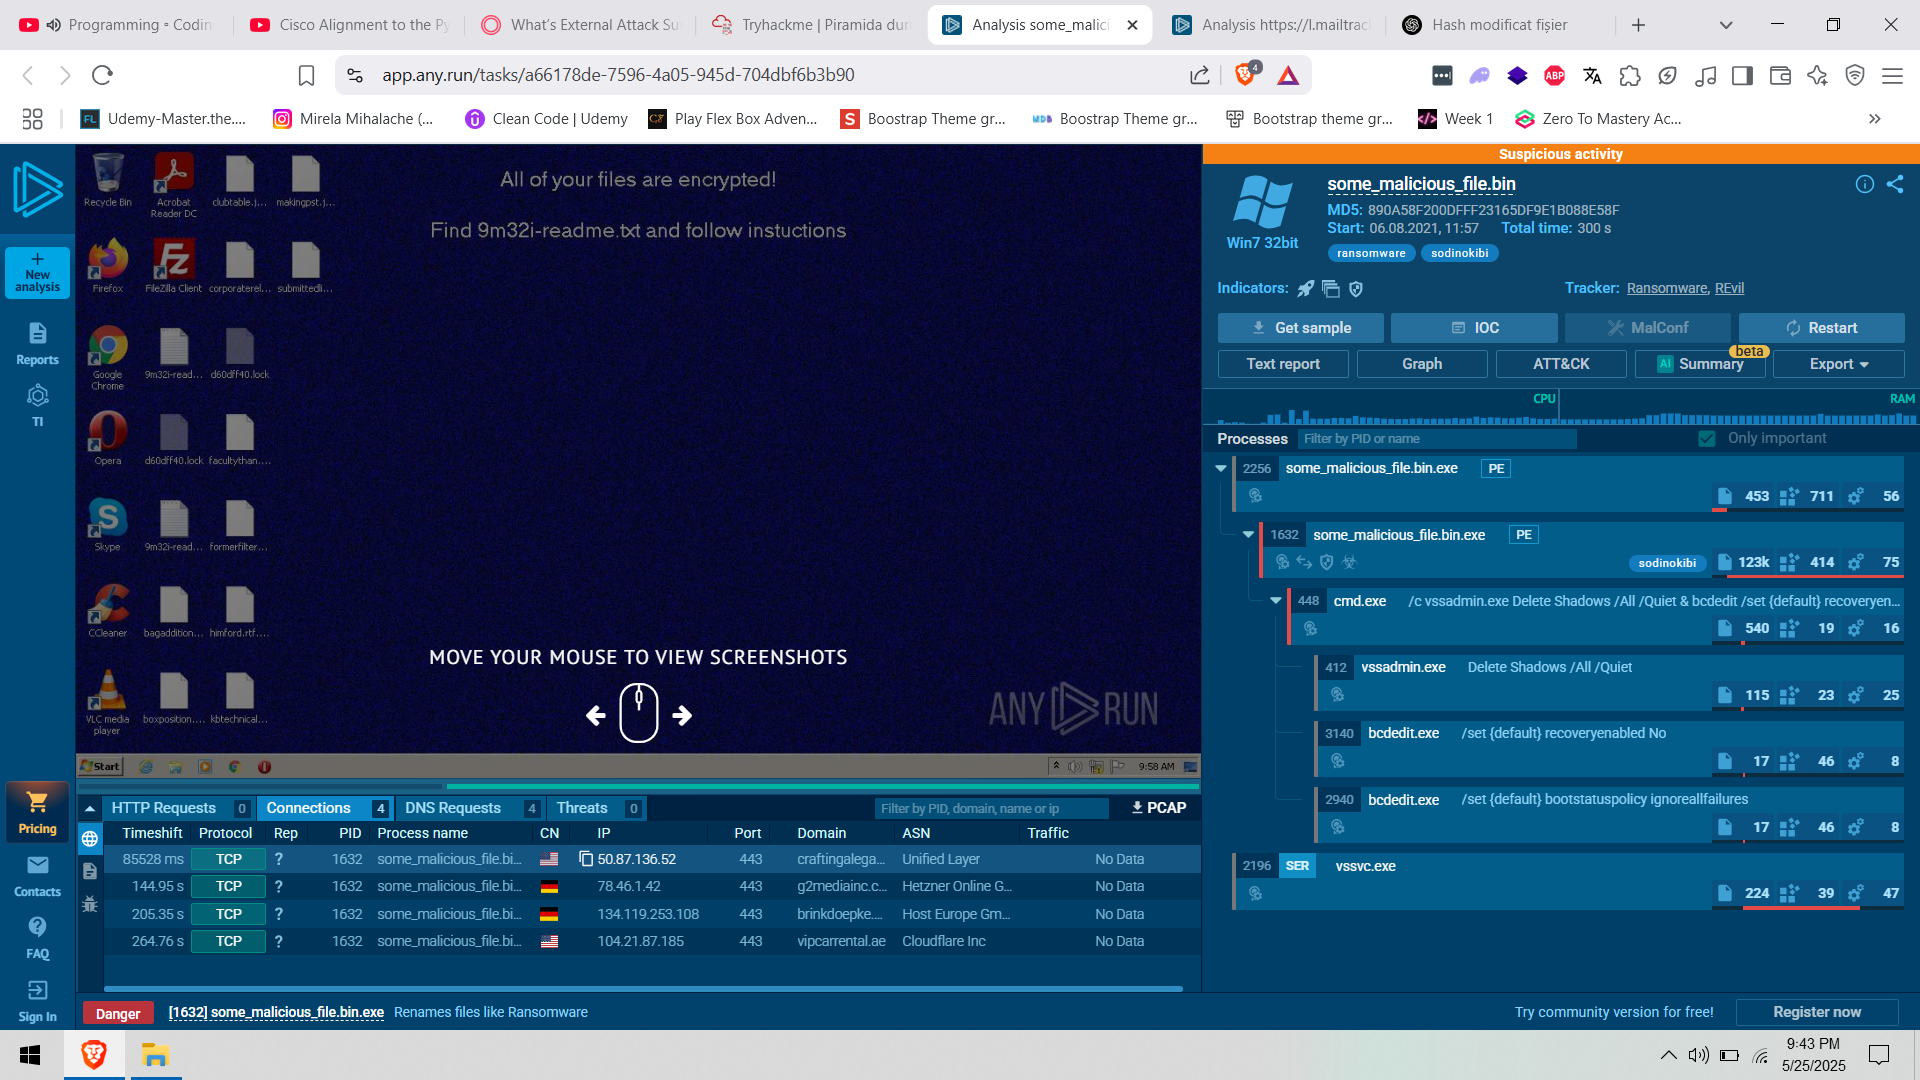 Programming • Codin
Cisco Alignment to the Py
What's External Attack Su
Tryhackme | Piramida dur
Analysis some_malici
Analysis https://l.mailtrac
Hash modificat fișier
app.any.run/tasks/a66178de-7596-4a05-945d-704dbf6b3b90
4
ABP
Udemy-Master.the....
Mirela Mihalache (...
Clean Code | Udemy
Play Flex Box Adven...
Boostrap Theme gr...
Boostrap Theme gr...
Bootstrap theme gr...
Week 1
Zero To Mastery Ac...
New analysis
Reports
TI
Pricing
Contacts
FAQ
Sign In
All of your files are encrypted!
Find 9m32i-readme.txt and follow instuctions
Recycle Bin
Acrobat Reader DC
clubtable.j...
makingpst.j...
Firefox
FileZilla Client
corporaterel...
submittedli...
Google Chrome
9m32i-read...
d60dff40.lock
Opera
d60dff40.lock
facultythan....
Skype
9m32i-read...
formerfilter...
CCleaner
bagaddition...
himford.rtf...
VLC media player
boxposition....
kbtechnical...
MOVE YOUR MOUSE TO VIEW SCREENSHOTS
ANY RUN
Start
9:58 AM
HTTP Requests 0
Connections 4
DNS Requests 4
Threats 0
Filter by PID, domain, name or ip
PCAP
Timeshift Protocol Rep PID Process name CN IP Port Domain ASN Traffic
85528 ms TCP ? 1632 some_malicious_file.bi... 50.87.136.52 443 craftingalega... Unified Layer No Data
144.95 s TCP ? 1632 some_malicious_file.bi... 78.46.1.42 443 g2mediainc.c... Hetzner Online G... No Data
205.35 s TCP ? 1632 some_malicious_file.bi... 134.119.253.108 443 brinkdoepke.... Host Europe Gm... No Data
264.76 s TCP ? 1632 some_malicious_file.bi... 104.21.87.185 443 vipcarrental.ae Cloudflare Inc No Data
Danger [1632] some_malicious_file.bin.exe Renames files like Ransomware
Suspicious activity
Win7 32bit
some_malicious_file.bin
MD5: 890A58F200DFFF23165DF9E1B088E58F
Start: 06.08.2021, 11:57 Total time: 300 s
ransomware sodinokibi
Indicators:
Tracker: Ransomware, REvil
Get sample
IOC
MalConf
Restart
Text report
Graph
ATT&CK
AI Summary beta
Export
CPU
RAM
Processes
Filter by PID or name
Only important
2256 some_malicious_file.bin.exe PE
453 711 56
1632 some_malicious_file.bin.exe PE
sodinokibi 123k 414 75
448 cmd.exe /c vssadmin.exe Delete Shadows /All /Quiet & bcdedit /set {default} recoveryen...
540 19 16
412 vssadmin.exe Delete Shadows /All /Quiet
115 23 25
3140 bcdedit.exe /set {default} recoveryenabled No
17 46 8
2940 bcdedit.exe /set {default} bootstatuspolicy ignoreallfailures
17 46 8
2196 SER vssvc.exe
224 39 47
Try community version for free!
Register now
9:43 PM
5/25/2025